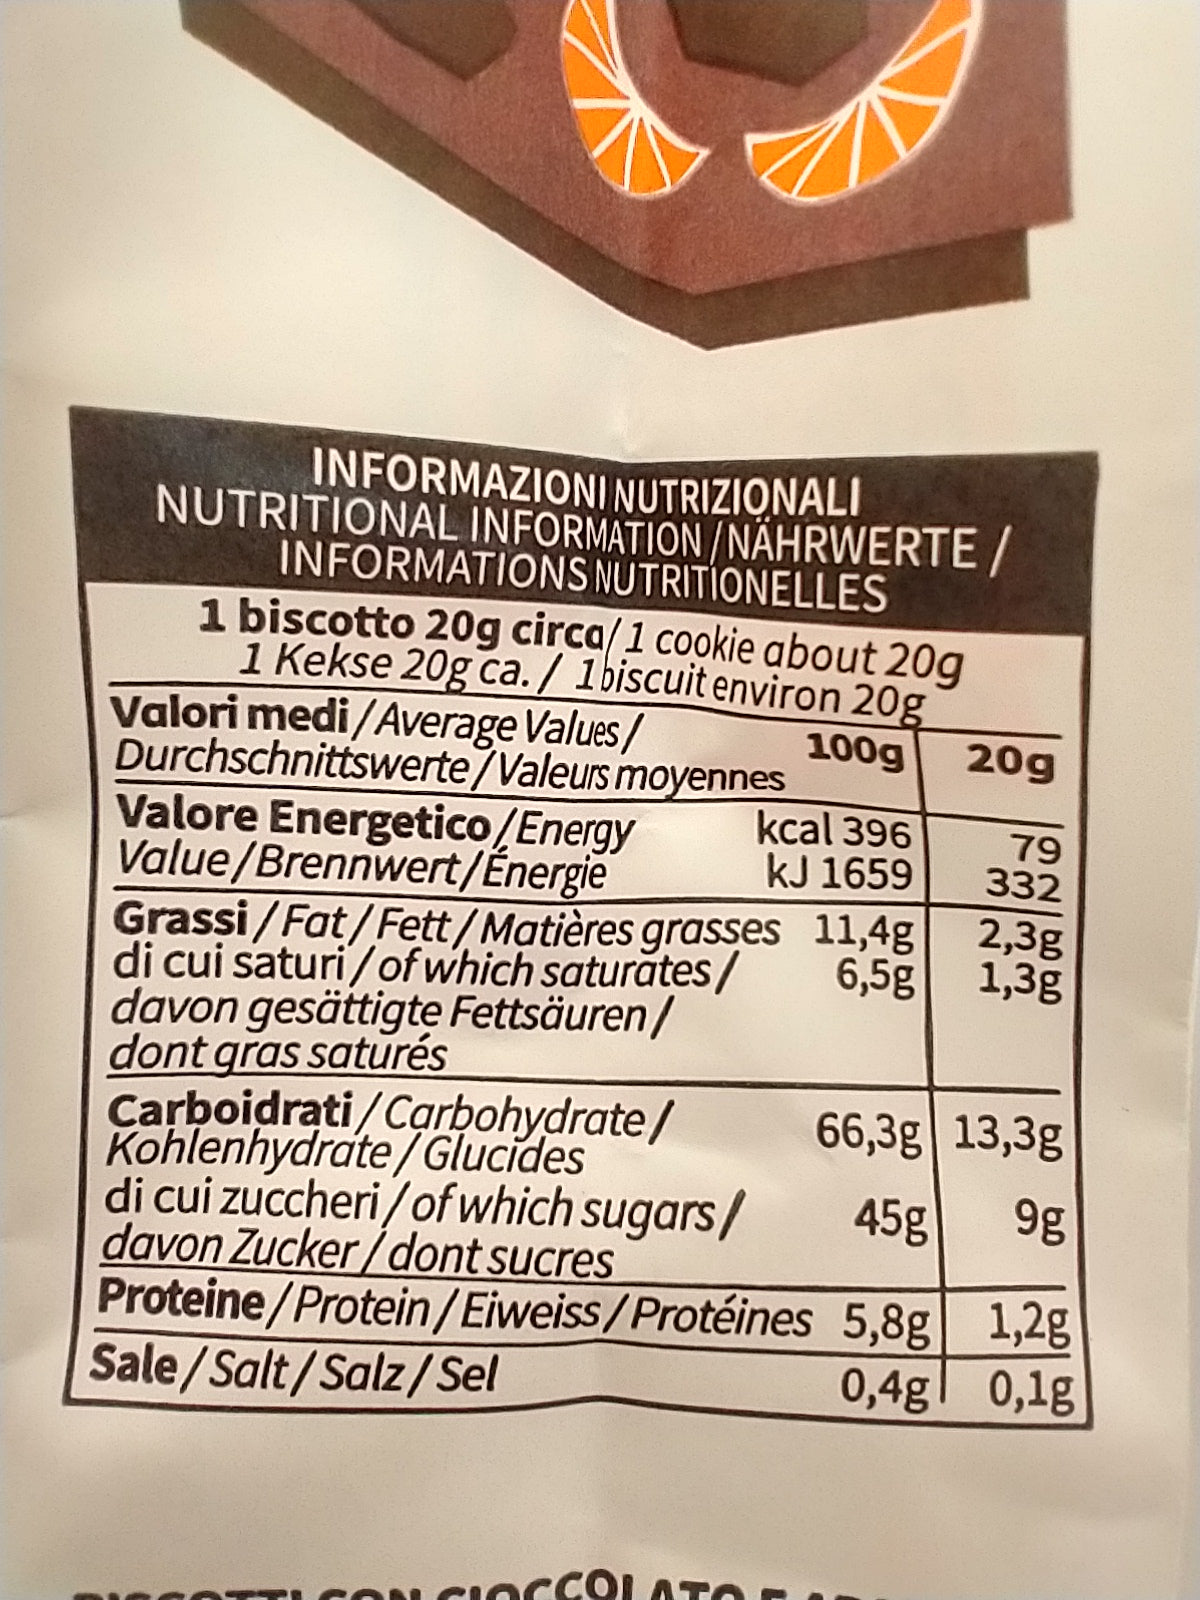 INFORMAZIONI NUTRIZIONALI
NUTRITIONAL INFORMATION / NÄHRWERTE /
INFORMATIONS NUTRITIONELLES
1 biscotto 20g circa / 1 cookie about 20g
1 Kekse 20g ca. / 1 biscuit environ 20g
Valori medi / Average Values /
Durchschnittswerte / Valeurs moyennes 100g 20g
Valore Energetico / Energy kcal 396 79
Value / Brennwert / Énergie kJ 1659 332
Grassi / Fat / Fett / Matières grasses 11,4g 2,3g
di cui saturi / of which saturates / 6,5g 1,3g
davon gesättigte Fettsäuren /
dont gras saturés
Carboidrati / Carbohydrate / 66,3g 13,3g
Kohlenhydrate / Glucides
di cui zuccheri / of which sugars / 45g 9g
davon Zucker / dont sucres
Proteine / Protein / Eiweiss / Protéines 5,8g 1,2g
Sale / Salt / Salz / Sel 0,4g 0,1g
BISCOTTI CON CIOCCOLATO E